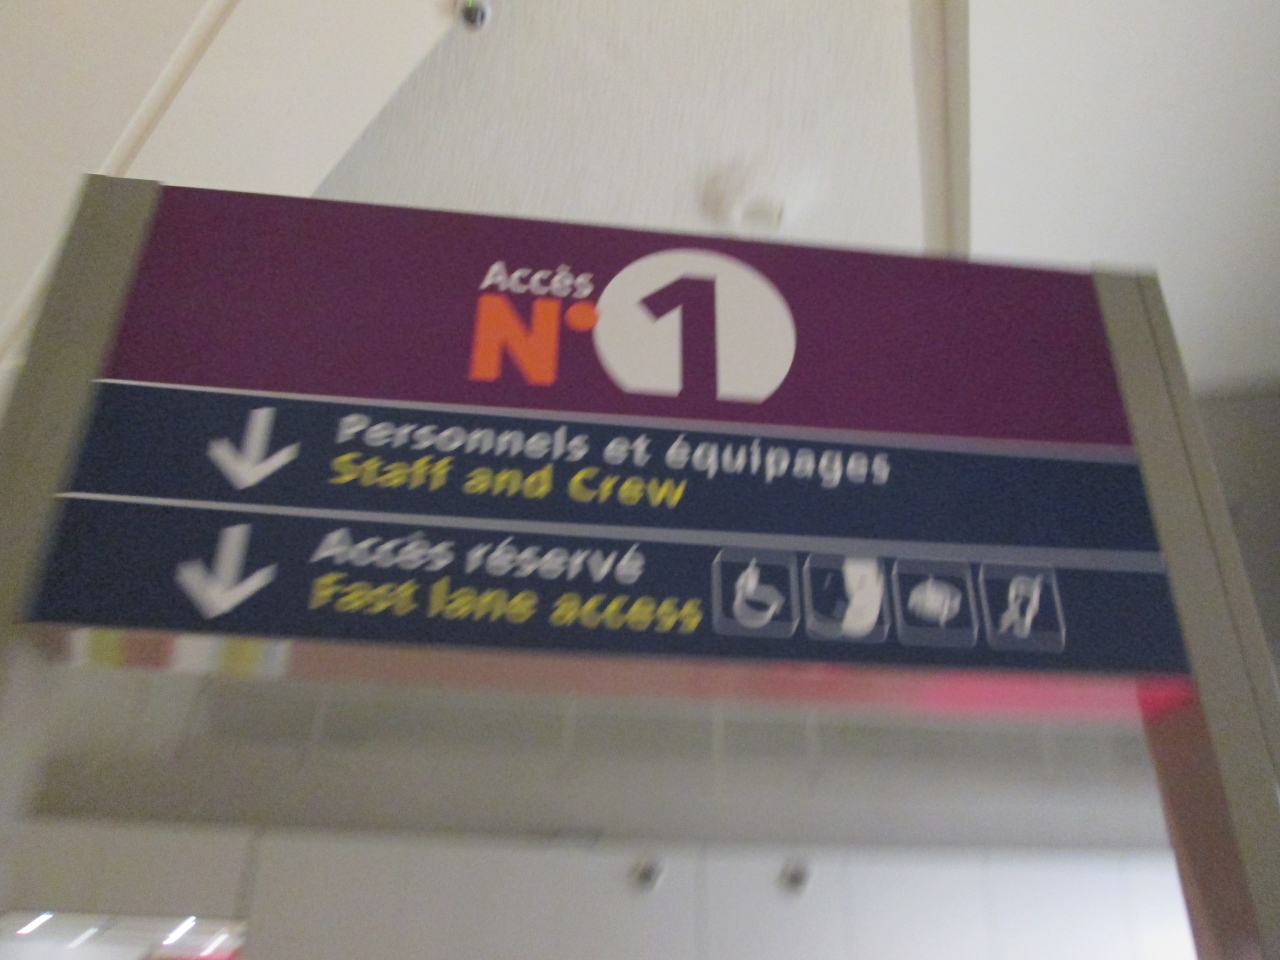 Accès
N° 1
Personnels et équipages
Staff and Crew
Accès réservé
Fast lane access